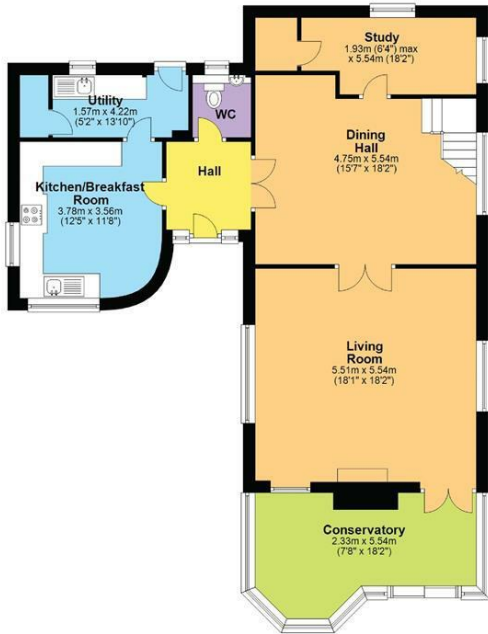 Study
1.93m (6'4") max
x 5.54m (18'2")
Utility
1.57m x 4.22m
(5'2" x 13'10")
WC
Dining
Hall
4.75m x 5.54m
(15'7" x 18'2")
Hall
Kitchen/Breakfast
Room
3.78m x 3.56m
(12'5" x 11'8")
Living
Room
5.51m x 5.54m
(18'1" x 18'2")
Conservatory
2.33m x 5.54m
(7'8" x 18'2")